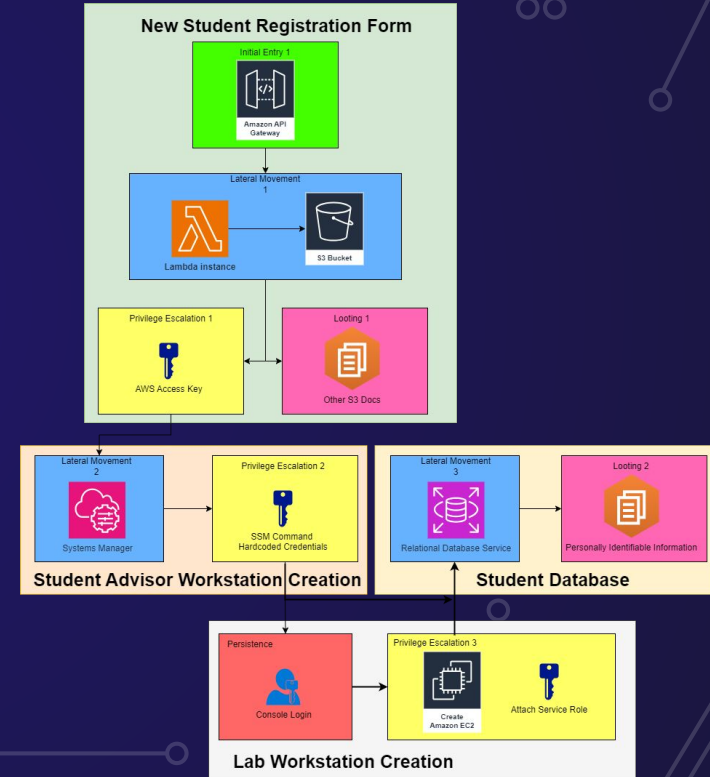 New Student Registration Form
Initial Entry 1
Amazon API
Gateway
Lateral Movement
1
Lambda instance
S3 Bucket
Privilege Escalation 1
AWS Access Key
Looting 1
Other S3 Docs
Lateral Movement
2
Systems Manager
Privilege Escalation 2
SSM Command
Hardcoded Credentials
Student Advisor Workstation Creation
Lateral Movement
3
Relational Database Service
Looting 2
Personally Identifiable Information
Student Database
Persistence
Console Login
Privilege Escalation 3
Create
Amazon EC2
Attach Service Role
Lab Workstation Creation